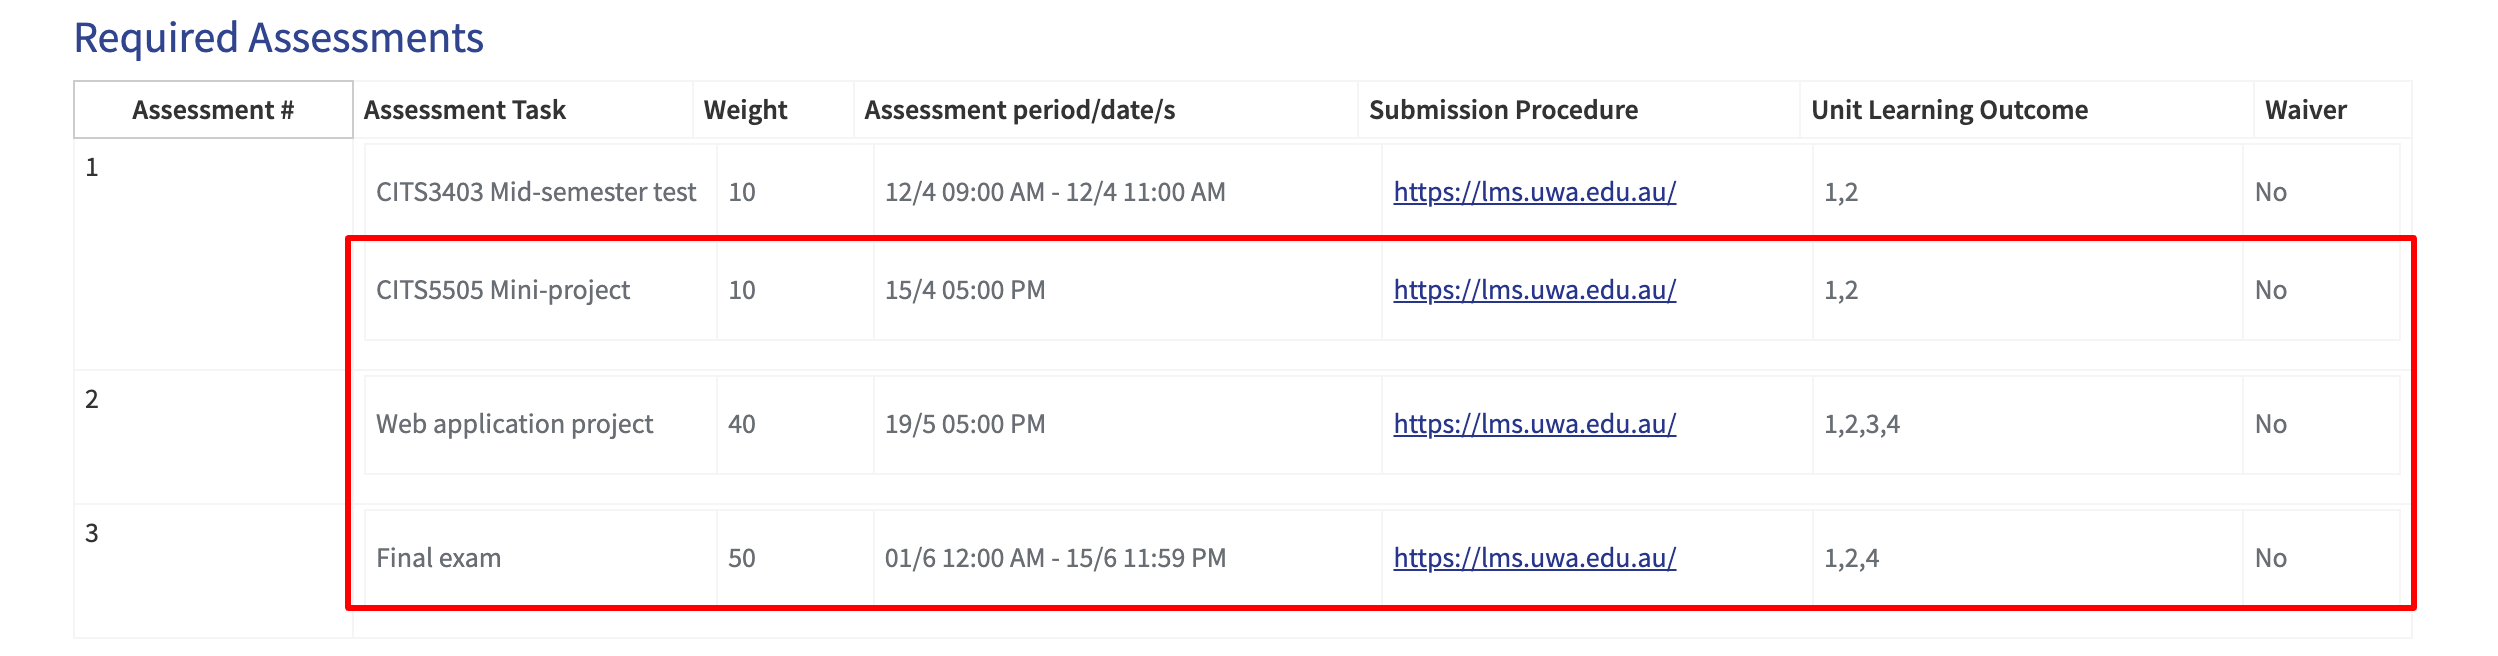 Required Assessments
Assessment # Assessment Task Weight Assessment period/date/s Submission Procedure Unit Learning Outcome Waiver
1
CITS3403 Mid-semester test 10 12/4 09:00 AM - 12/4 11:00 AM https://lms.uwa.edu.au/ 1,2 No
CITS5505 Mini-project 10 15/4 05:00 PM https://lms.uwa.edu.au/ 1,2 No
2
Web application project 40 19/5 05:00 PM https://lms.uwa.edu.au/ 1,2,3,4 No
3
Final exam 50 01/6 12:00 AM - 15/6 11:59 PM https://lms.uwa.edu.au/ 1,2,4 No